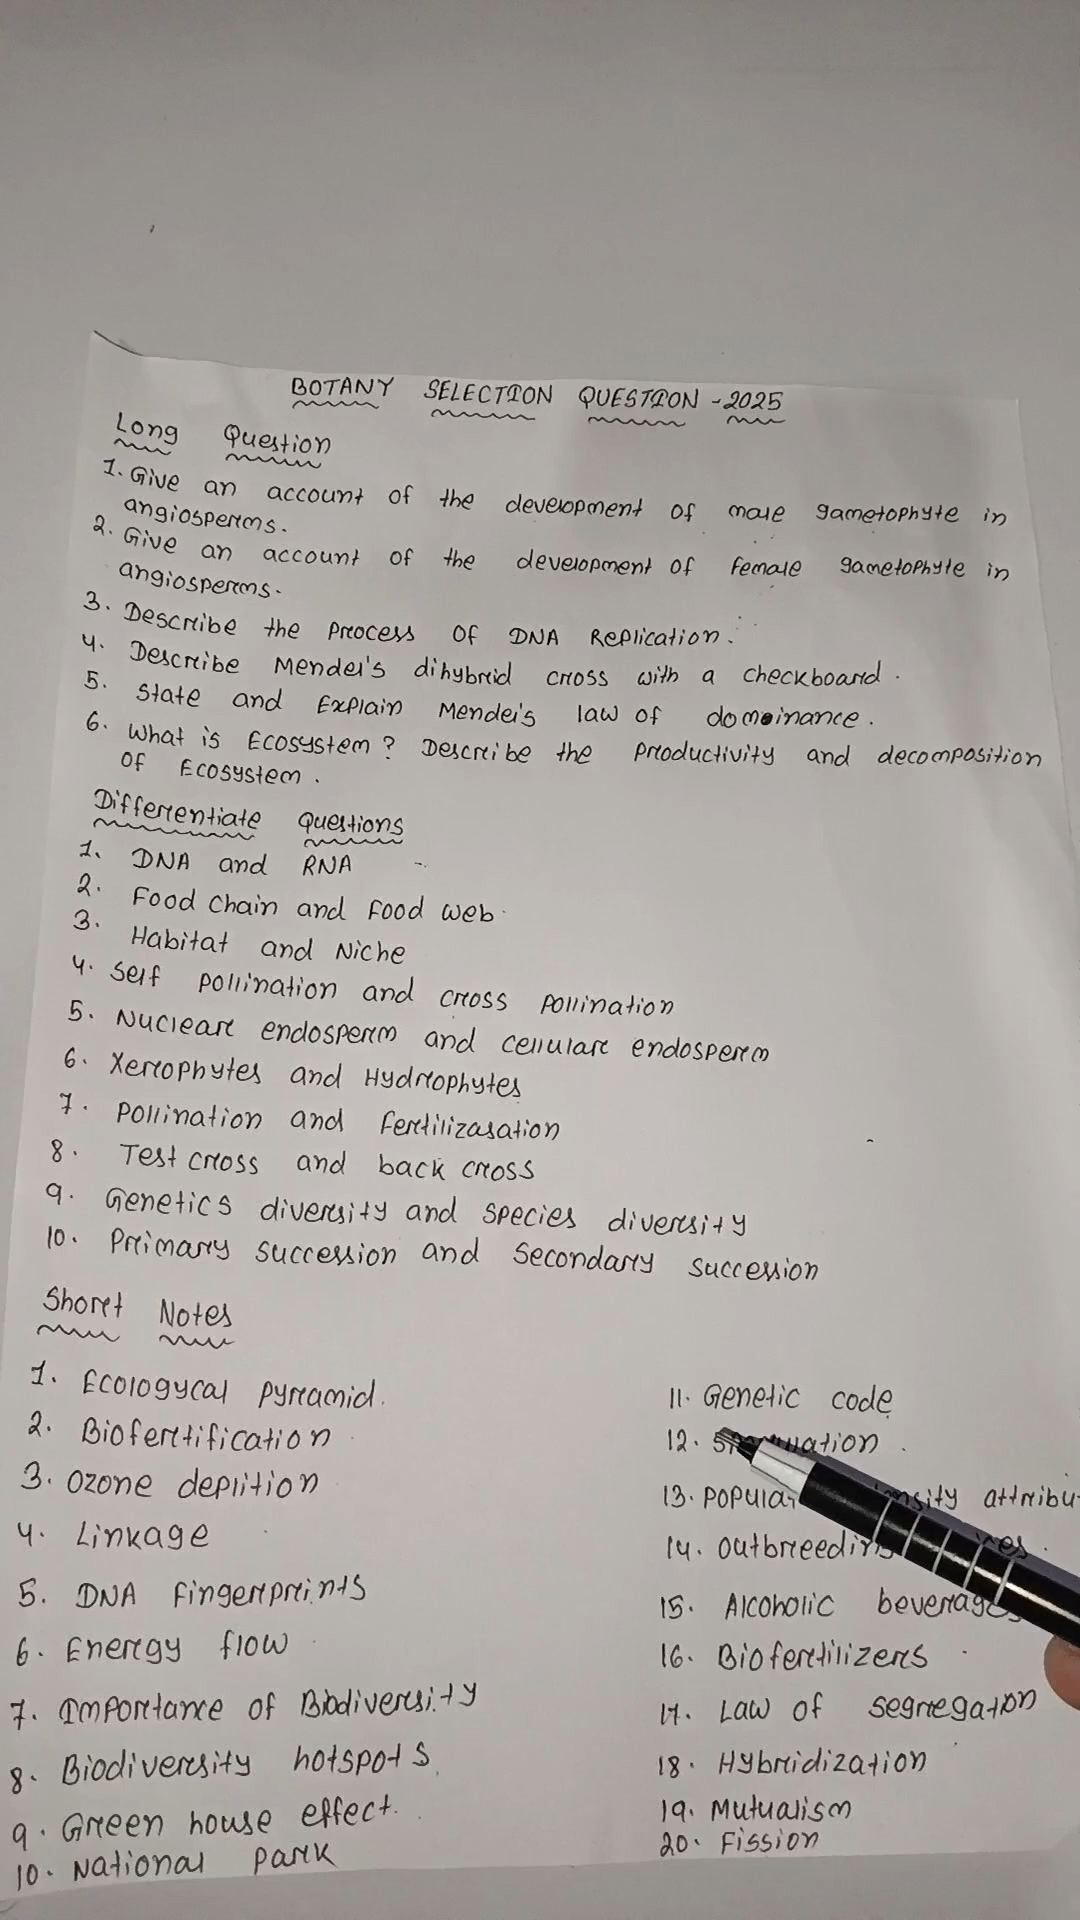 BOTANY SELECTION QUESTION - 2025
Long Question
1. Give an account of the development of male gametophyte in
angiosperms.
2. Give an account of the development of Female gametophyte in
angiosperms.
3. Describe the Process of DNA Replication.
4. Describe Mendel's dihybrid cross with a checkboard.
5. State and Explain Mendel's law of domoinance.
6. What is Ecosystem? Describe the Productivity and decomposition
of Ecosystem.
Differentiate Questions
1. DNA and RNA
2. Food chain and food web.
3. Habitat and Niche
4. Self pollination and cross pollination
5. Nuclear endosperm and cellular endosperm
6. Xerophytes and Hydrophytes
7. Pollination and fertilizasation
8. Test cross and back cross
9. Genetics diversity and species diversity
10. Primary succession and Secondary succession
Short Notes
1. Ecologycal pyramid.
2. Biofertification
3. Ozone deplition
4. Linkage
5. DNA fingerprints
6. Energy flow
7. Importance of Biodiversity
8. Biodiversity hotspots
9. Green house effect.
10. National Park
11. Genetic code
12.
13. attribu
14.
15. Alcoholic beverages
16. Biofertilizers
17. Law of segregation
18. Hybridization
19. Mutualism
20. Fission